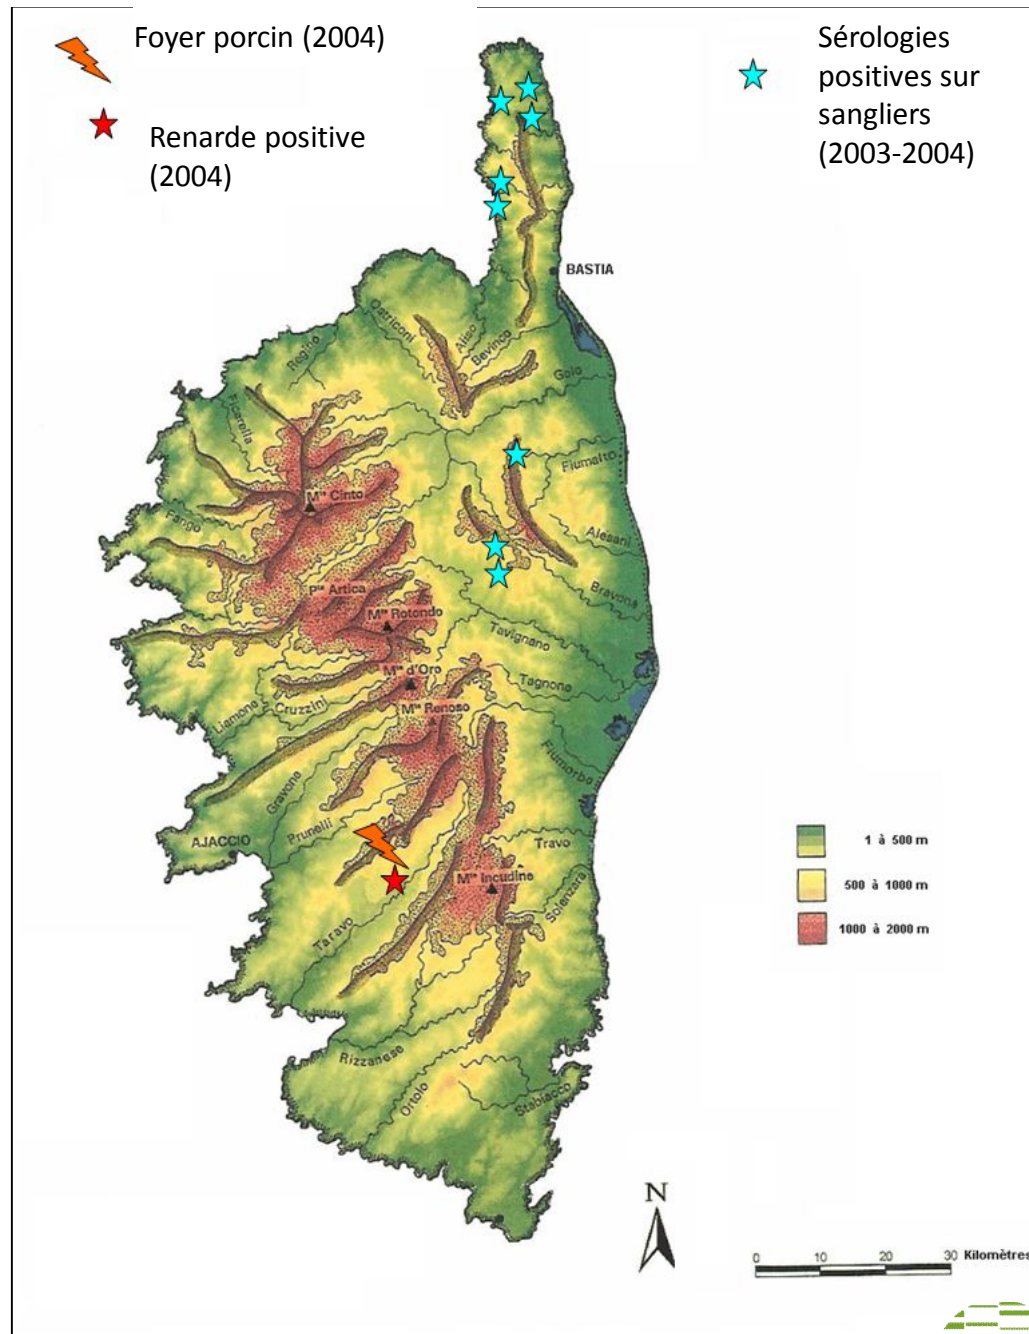 Foyer porcin (2004)
Renarde positive
(2004)
Sérologies
positives sur
sangliers
(2003-2004)
BASTIA
Ostriconi
Aliso
Bevinco
Regino
Golo
Ficarella
Fiumalto
Mte Cinto
Fango
Alesani
Bravona
Pta Artica
Mte Rotondo
Tavignano
Mte d'Oro
Tagnone
Liamone
Cruzzini
Mte Renoso
Fiumorbo
Gravone
Prunelli
AJACCIO
Travo
Mte Incudine
Solenzara
Taravo
Rizzanese
Ortolo
Stabiacco
1 à 500 m
500 à 1000 m
1000 à 2000 m
N
0 10 20 30 Kilomètres